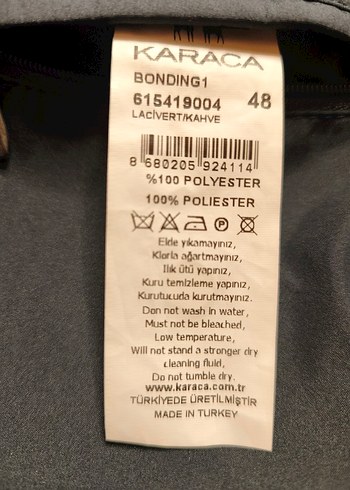 KARACA
BONDING1
615419004 48
LACİVERT/KAHVE
8 680205 924114
%100 POLYESTER
100% POLIESTER
P
Elde yıkamayınız,
Klorla ağartmayınız,
Ilık ütü yapınız,
Kuru temizleme yapınız,
Kurutucuda kurutmayınız.
Don not wash in water,
Must not be bleached,
Low temperature,
Will not stand a stronger dry
cleaning fluid,
Do not tumble dry.
www.karaca.com.tr
TÜRKİYEDE ÜRETİLMİŞTİR
MADE IN TURKEY